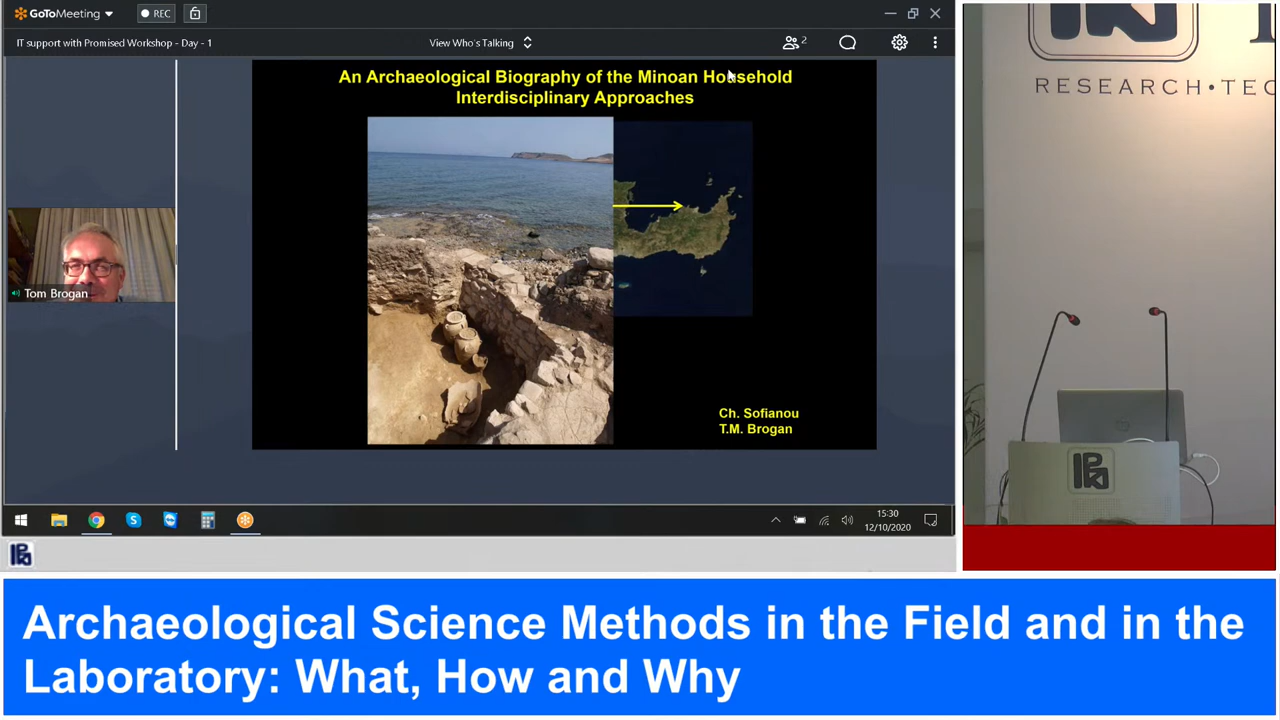 GoToMeeting
REC
IT support with Promised Workshop - Day - 1
View Who's Talking
2
An Archaeological Biography of the Minoan Household
Interdisciplinary Approaches
Tom Brogan
Ch. Sofianou
T.M. Brogan
15:30
12/10/2020
RESEARCH•TEC
Archaeological Science Methods in the Field and in the
Laboratory: What, How and Why